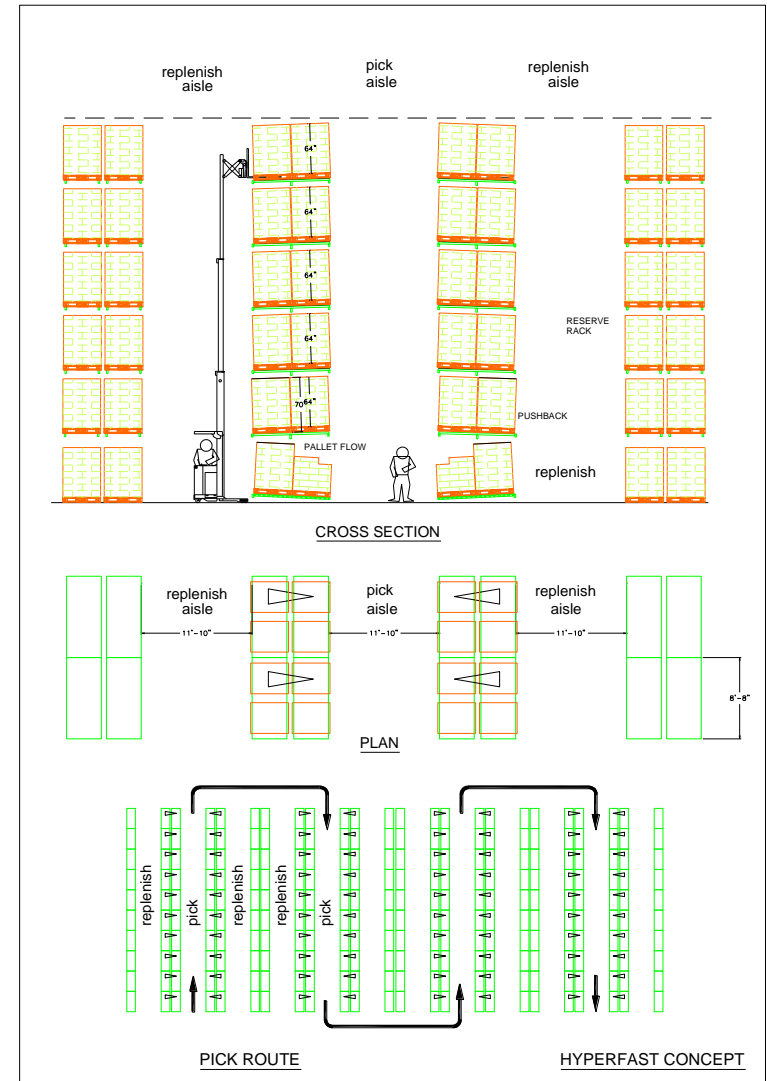 replenish
aisle
pick
aisle
replenish
aisle
64"
64"
64"
64"
70"
64"
RESERVE
RACK
PUSHBACK
PALLET FLOW
replenish
CROSS SECTION
replenish
aisle
pick
aisle
replenish
aisle
11'-10"
11'-10"
11'-10"
8'-8"
PLAN
replenish
pick
replenish
replenish
pick
PICK ROUTE
HYPERFAST CONCEPT